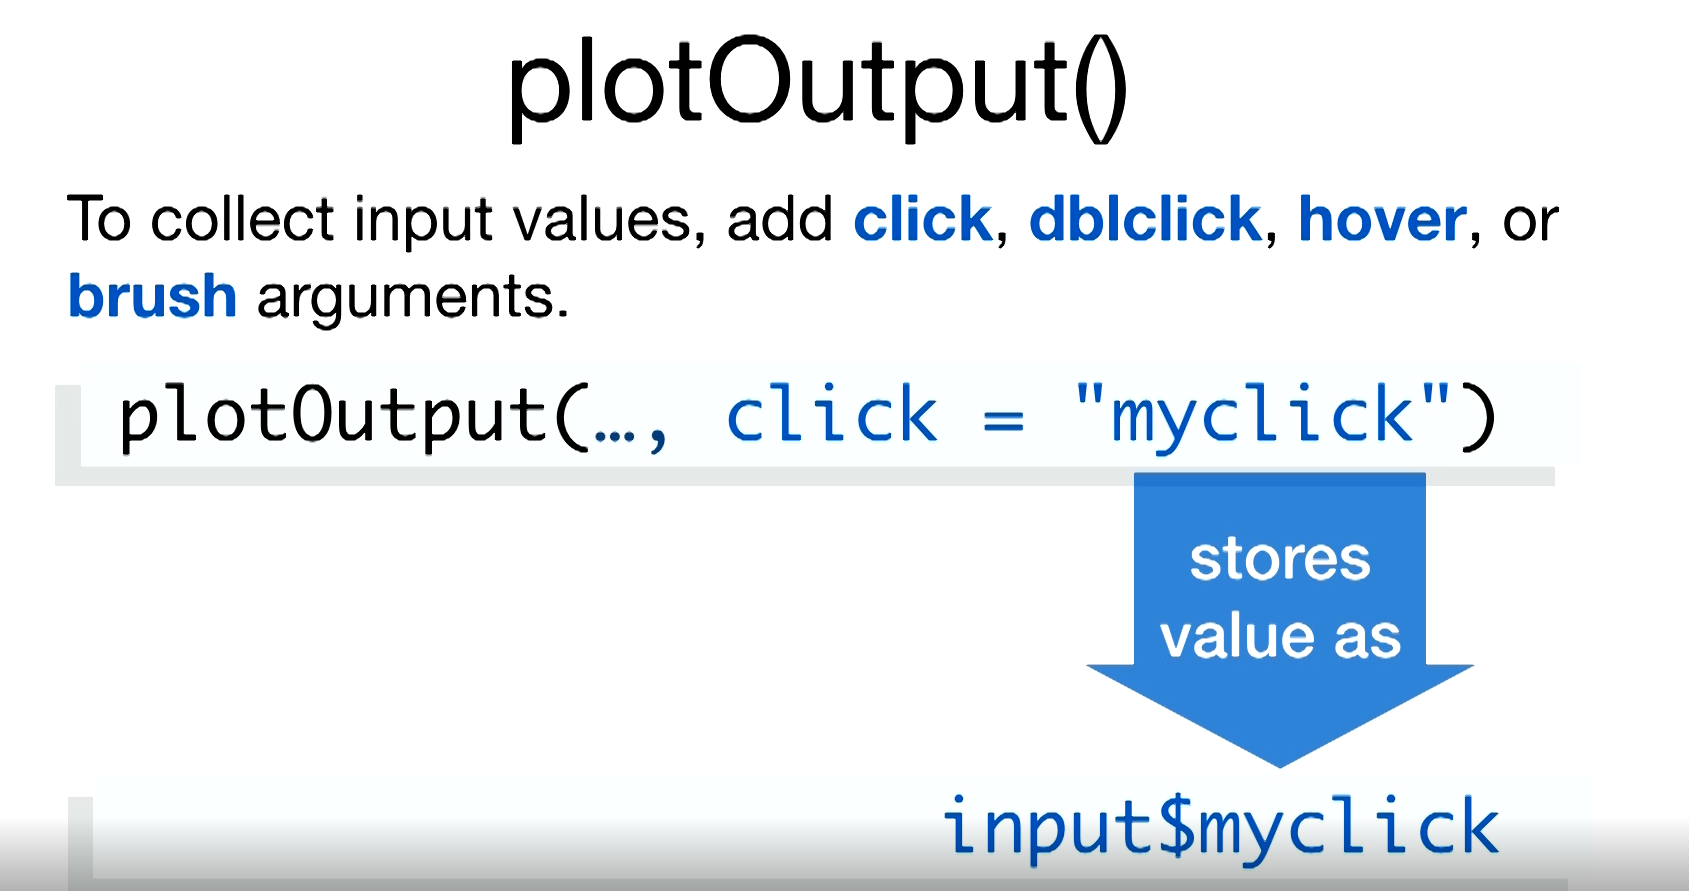 plotOutput()
To collect input values, add click, dblclick, hover, or
brush arguments.
plotOutput(…, click = "myclick")
stores
value as
input$myclick